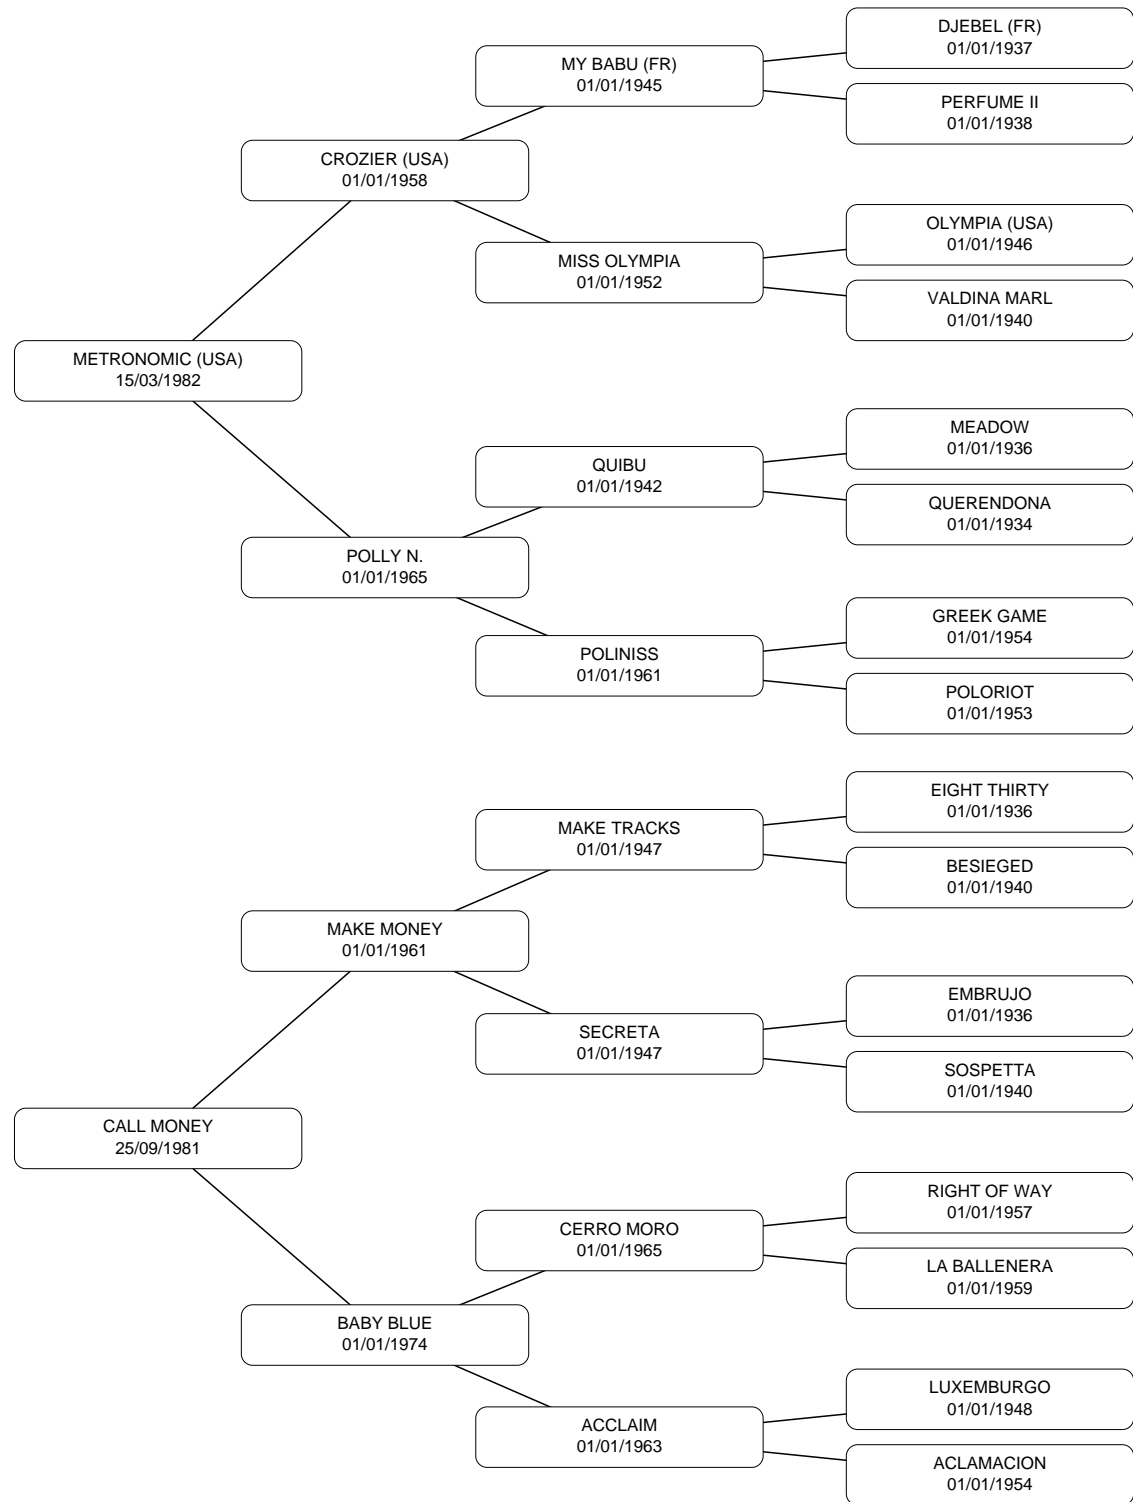 DJEBEL (FR)
01/01/1937
MY BABU (FR)
01/01/1945
PERFUME II
01/01/1938
CROZIER (USA)
01/01/1958
OLYMPIA (USA)
01/01/1946
MISS OLYMPIA
01/01/1952
VALDINA MARL
01/01/1940
METRONOMIC (USA)
15/03/1982
MEADOW
01/01/1936
QUIBU
01/01/1942
QUERENDONA
01/01/1934
POLLY N.
01/01/1965
GREEK GAME
01/01/1954
POLINISS
01/01/1961
POLORIOT
01/01/1953
EIGHT THIRTY
01/01/1936
MAKE TRACKS
01/01/1947
BESIEGED
01/01/1940
MAKE MONEY
01/01/1961
EMBRUJO
01/01/1936
SECRETA
01/01/1947
SOSPETTA
01/01/1940
CALL MONEY
25/09/1981
RIGHT OF WAY
01/01/1957
CERRO MORO
01/01/1965
LA BALLENERA
01/01/1959
BABY BLUE
01/01/1974
LUXEMBURGO
01/01/1948
ACCLAIM
01/01/1963
ACLAMACION
01/01/1954